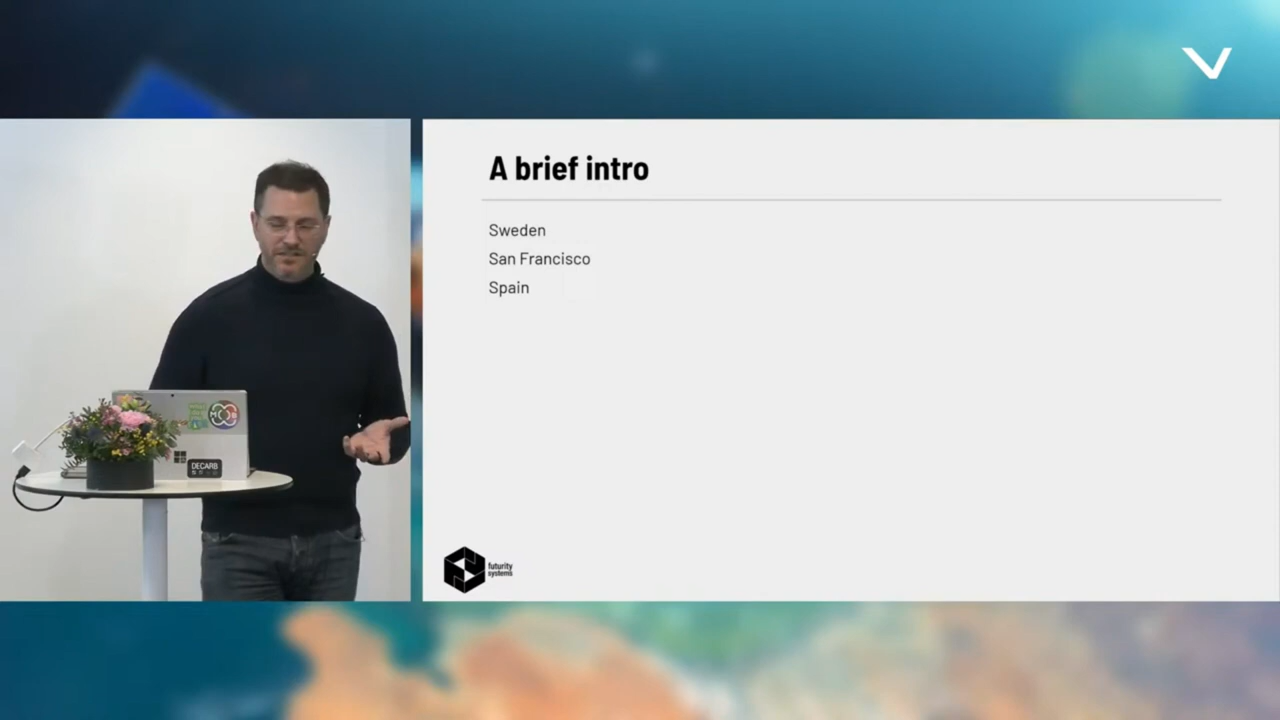 A brief intro
Sweden
San Francisco
Spain
futurity
systems
DECARB